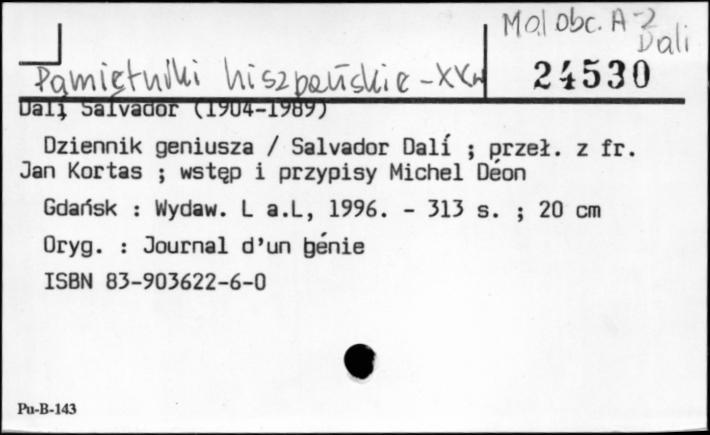 Mal obc. A-Z
Dali
Pamiętniki hiszpańskie - XX w
24530
Dalí Salvador (1904-1989)
Dziennik geniusza / Salvador Dalí ; przeł. z fr.
Jan Kortas ; wstęp i przypisy Michel Déon
Gdańsk : Wydaw. L a.L, 1996. - 313 s. ; 20 cm
Oryg. : Journal d'un génie
ISBN 83-903622-6-0
Pu-B-143